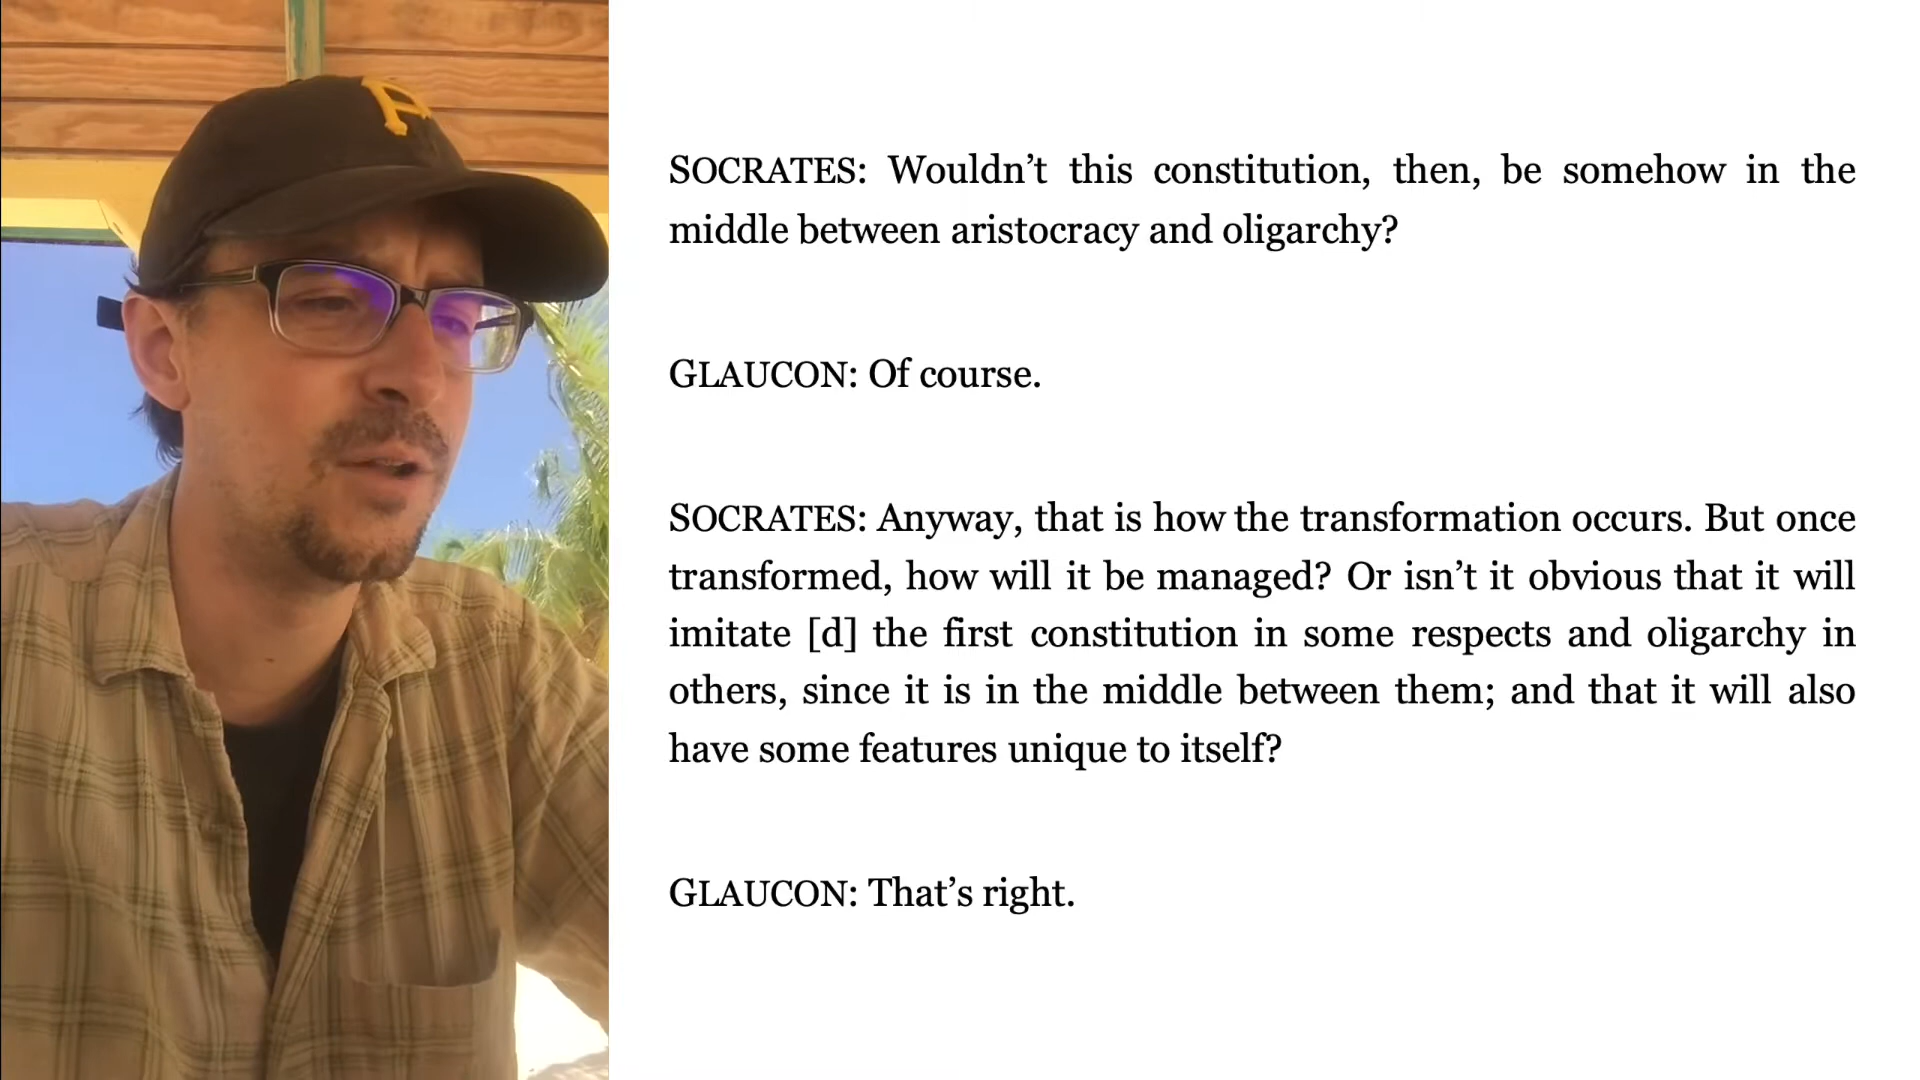 SOCRATES: Wouldn’t this constitution, then, be somehow in the
middle between aristocracy and oligarchy?
GLAUCON: Of course.
SOCRATES: Anyway, that is how the transformation occurs. But once
transformed, how will it be managed? Or isn’t it obvious that it will
imitate [d] the first constitution in some respects and oligarchy in
others, since it is in the middle between them; and that it will also
have some features unique to itself?
GLAUCON: That’s right.